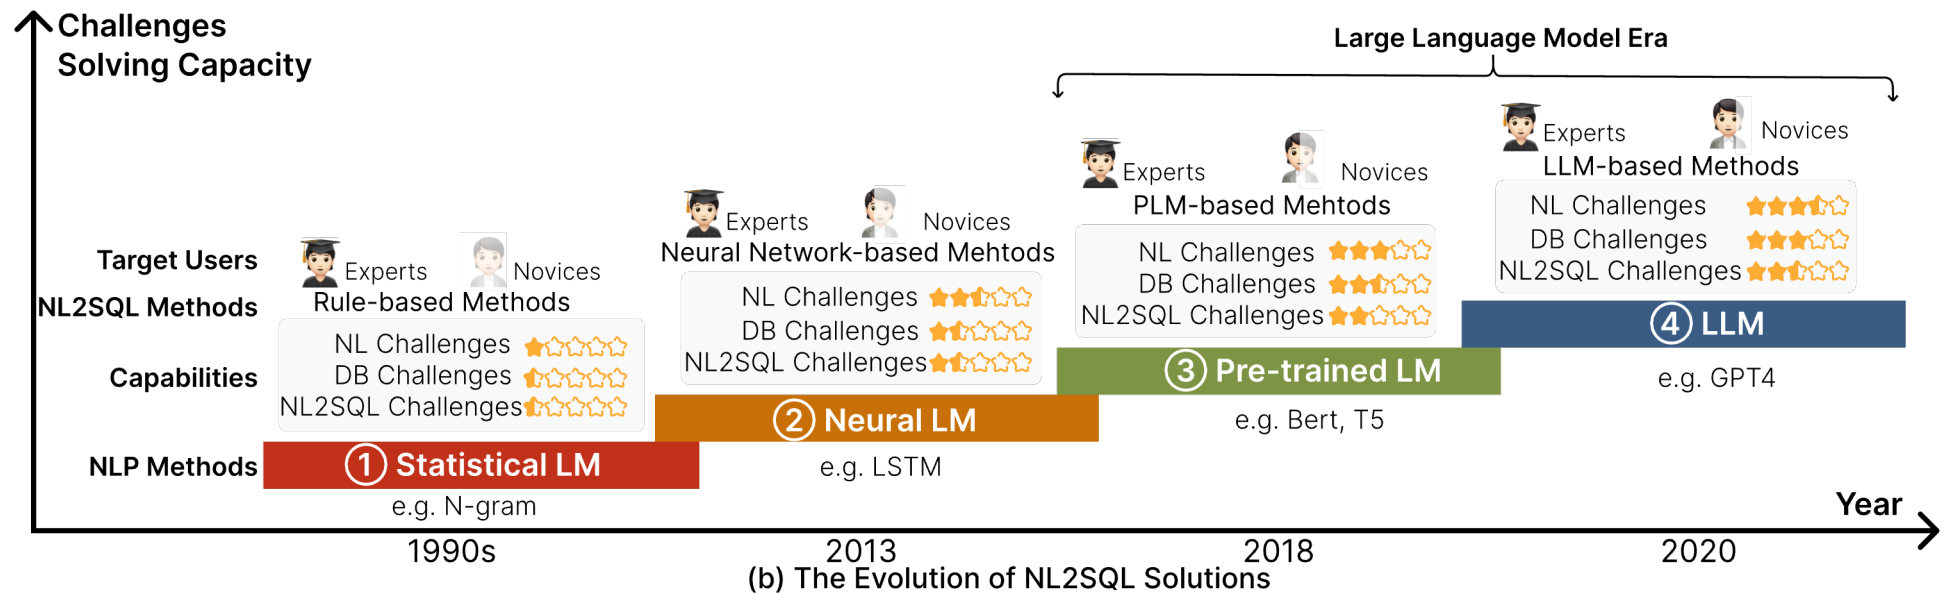 Challenges
Solving Capacity
Large Language Model Era
Target Users
NL2SQL Methods
Capabilities
NLP Methods
Experts Novices
Rule-based Methods
NL Challenges
DB Challenges
NL2SQL Challenges
① Statistical LM
e.g. N-gram
Experts Novices
Neural Network-based Mehtods
NL Challenges
DB Challenges
NL2SQL Challenges
② Neural LM
e.g. LSTM
Experts Novices
PLM-based Mehtods
NL Challenges
DB Challenges
NL2SQL Challenges
③ Pre-trained LM
e.g. Bert, T5
Experts Novices
LLM-based Methods
NL Challenges
DB Challenges
NL2SQL Challenges
④ LLM
e.g. GPT4
Year
1990s 2013 2018 2020
(b) The Evolution of NL2SQL Solutions